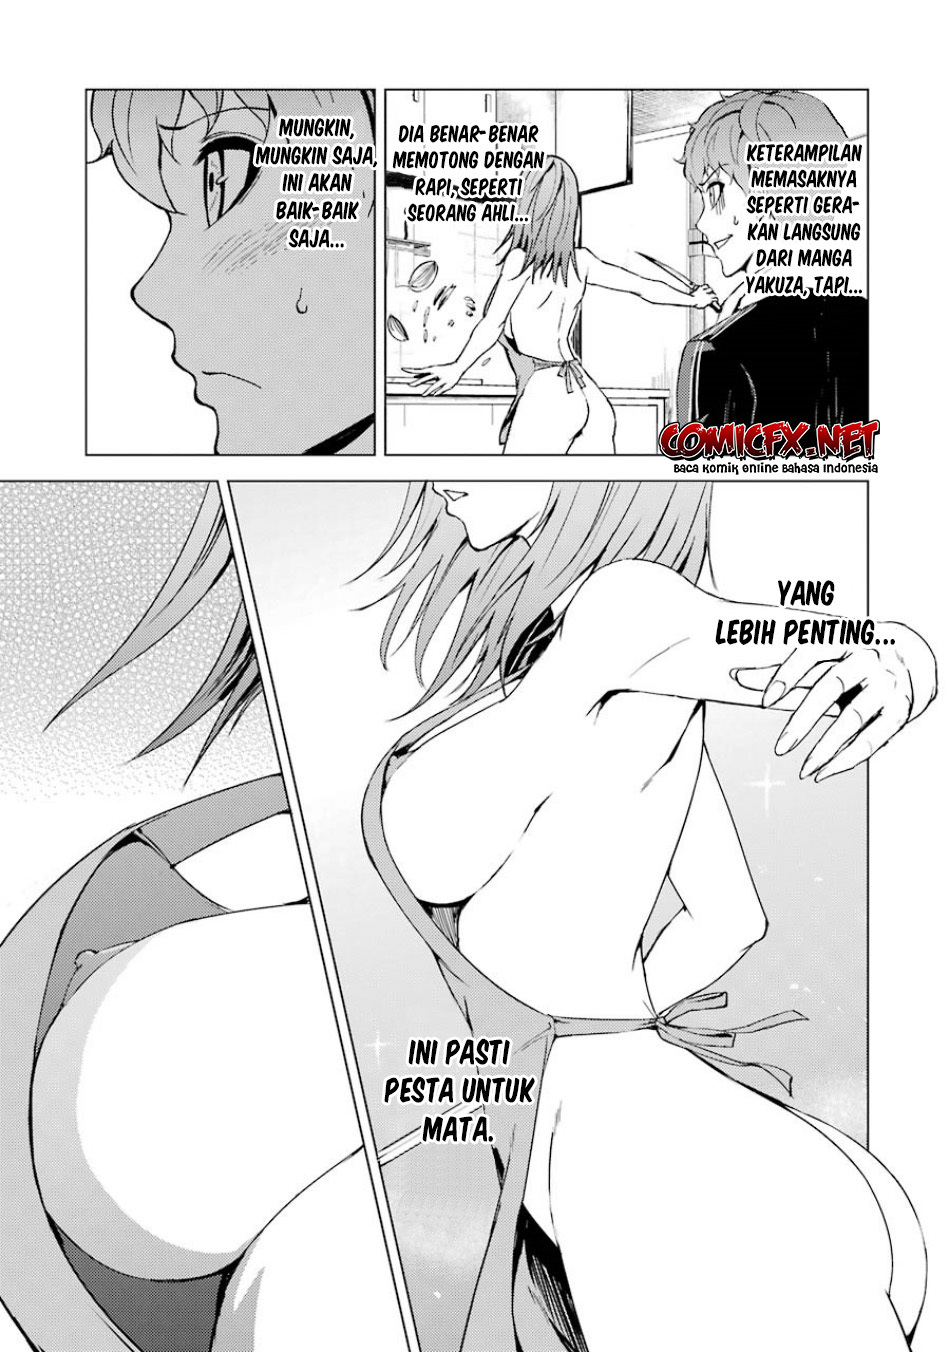 DIA BENAR-BENAR
MEMOTONG DENGAN
RAPI, SEPERTI
SEORANG AHLI...
KETERAMPILAN
MEMASAKNYA
SEPERTI GERA-
KAN LANGSUNG
DARI MANGA
YAKUZA, TAPI...
MUNGKIN,
MUNGKIN SAJA,
INI AKAN
BAIK-BAIK
SAJA...
COMICFX.NET
Baca Komik Online Bahasa Indonesia
YANG
LEBIH PENTING...
INI PASTI
PESTA UNTUK
MATA.